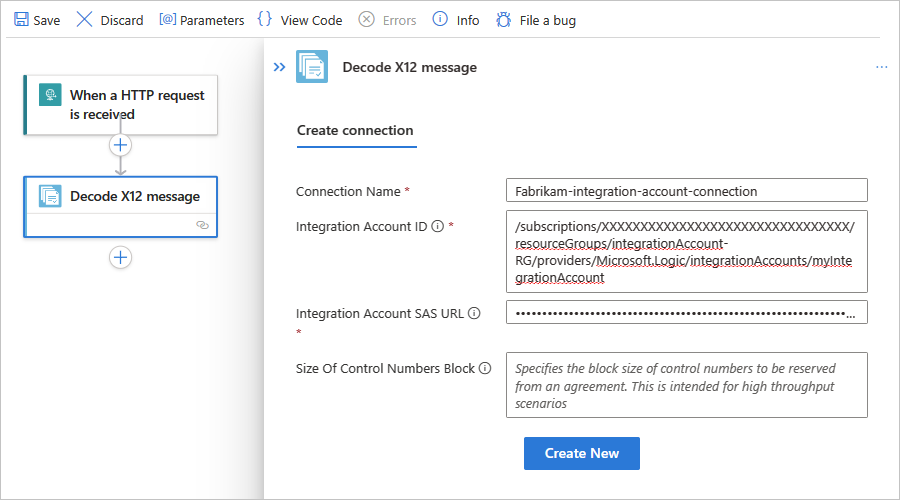 Save Discard [@] Parameters {} View Code Errors Info File a bug
When a HTTP request
is received
Decode X12 message
Decode X12 message
Create connection
Connection Name *
Fabrikam-integration-account-connection
Integration Account ID *
/subscriptions/XXXXXXXXXXXXXXXXXXXXXXXXXXXXXXXX/
resourceGroups/integrationAccount-
RG/providers/Microsoft.Logic/integrationAccounts/myInte
grationAccount
Integration Account SAS URL
*
••••••••••••••••••••••••••••••••••••••••••••••••••••••••••••••...
Size Of Control Numbers Block
Specifies the block size of control numbers to be reserved
from an agreement. This is intended for high throughput
scenarios
Create New